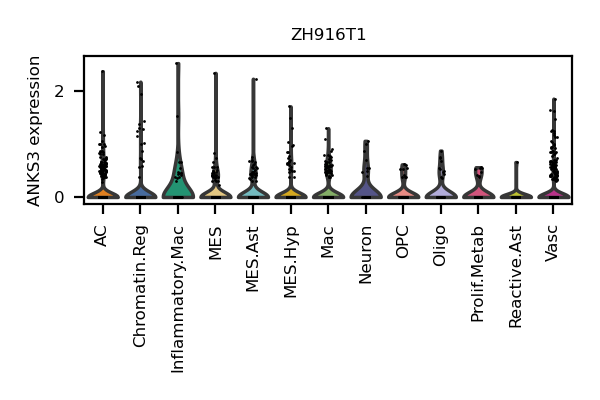 ZH916T1
ANKS3 expression
2
0
AC
Chromatin.Reg
Inflammatory.Mac
MES
MES.Ast
MES.Hyp
Mac
Neuron
OPC
Oligo
Prolif.Metab
Reactive.Ast
Vasc